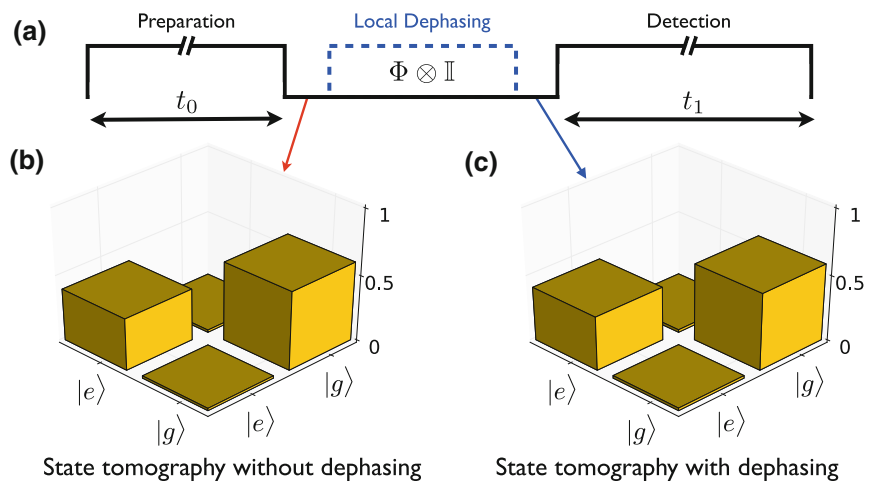 (a)
Preparation
Local Dephasing
Detection
Φ ⊗ 𝕀
t₀
t₁
(b)
(c)
1
0.5
0
|e⟩
|g⟩
|e⟩
|g⟩
1
0.5
0
|e⟩
|g⟩
|e⟩
|g⟩
State tomography without dephasing
State tomography with dephasing